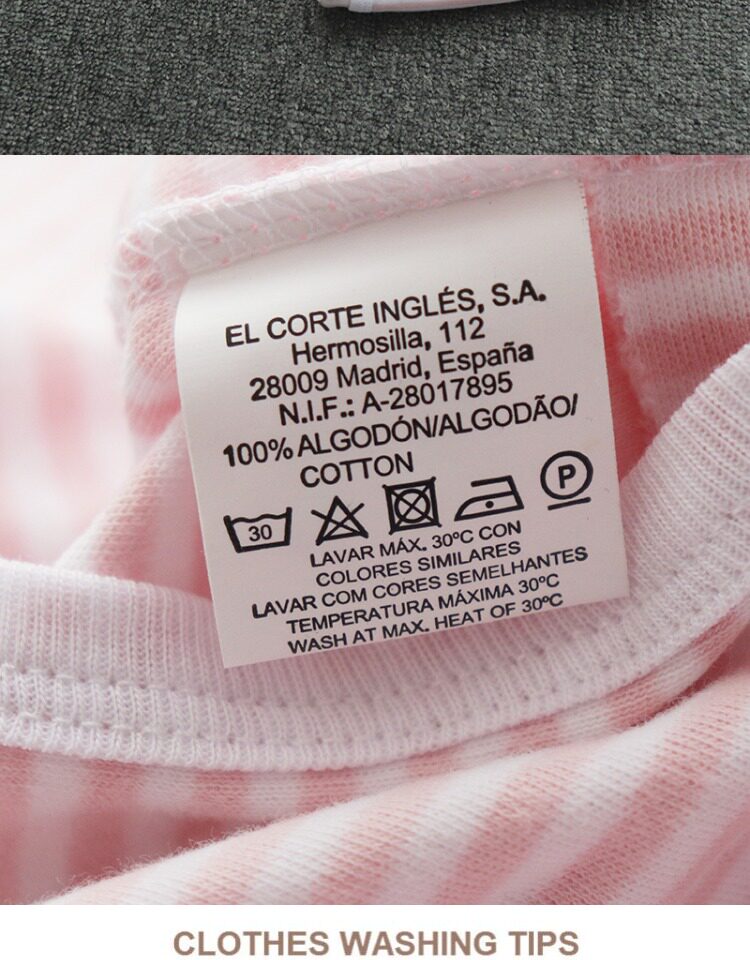 EL CORTE INGLÉS, S.A.
Hermosilla, 112
28009 Madrid, España
N.I.F.: A-28017895
100% ALGODÓN/ALGODÃO/
COTTON
30
P
LAVAR MÁX. 30ºC CON
COLORES SIMILARES
LAVAR COM CORES SEMELHANTES
TEMPERATURA MÁXIMA 30ºC
WASH AT MAX. HEAT OF 30ºC
CLOTHES WASHING TIPS